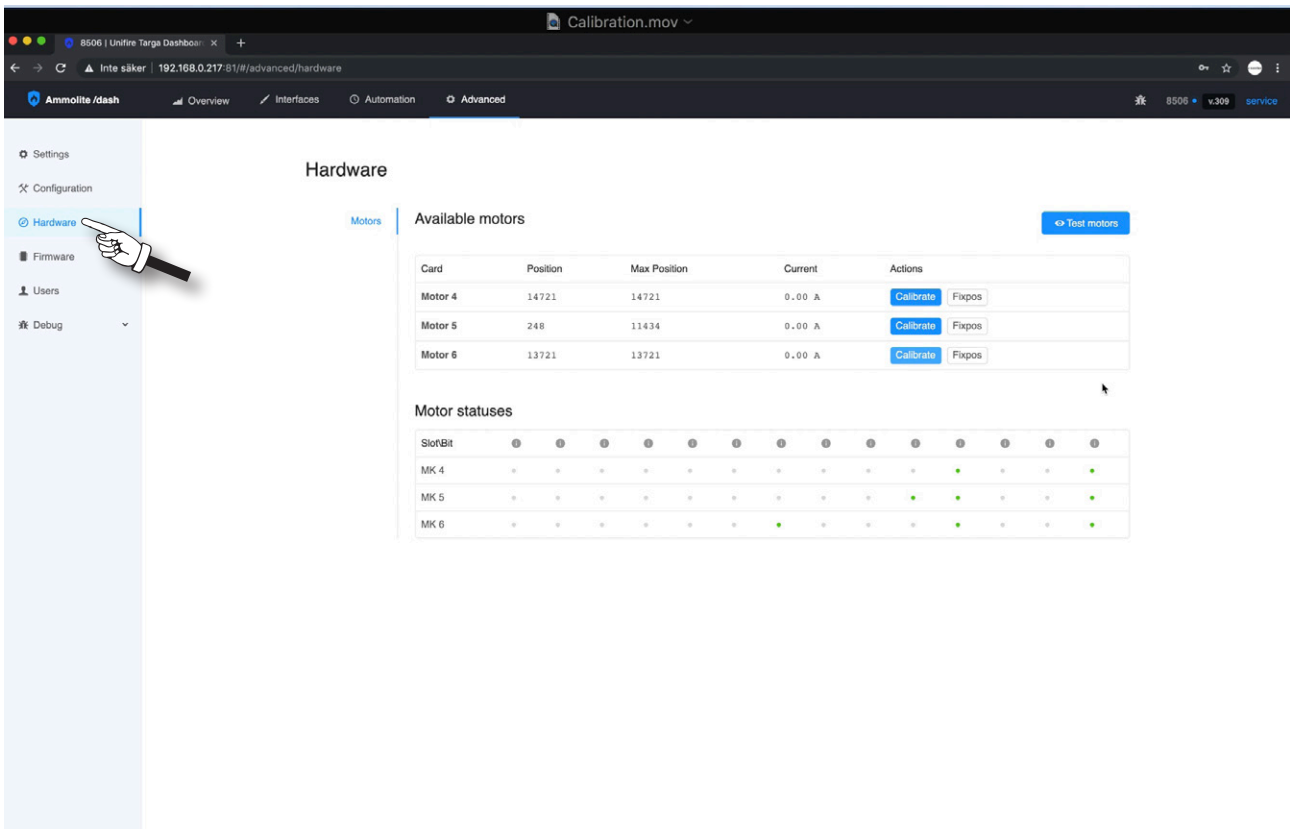 Calibration.mov
8506 | Unifire Targa Dashboar
Inte säker | 192.168.0.217:81/#/advanced/hardware
Ammolite /dash Overview Interfaces Automation Advanced 8506 v.309 service
Settings
Configuration
Hardware
Firmware
Users
Debug
Hardware
Motors
Available motors
Test motors
Card Position Max Position Current Actions
Motor 4 14721 14721 0.00 A Calibrate Fixpos
Motor 5 248 11434 0.00 A Calibrate Fixpos
Motor 6 13721 13721 0.00 A Calibrate Fixpos
Motor statuses
Slot\Bit
MK 4
MK 5
MK 6